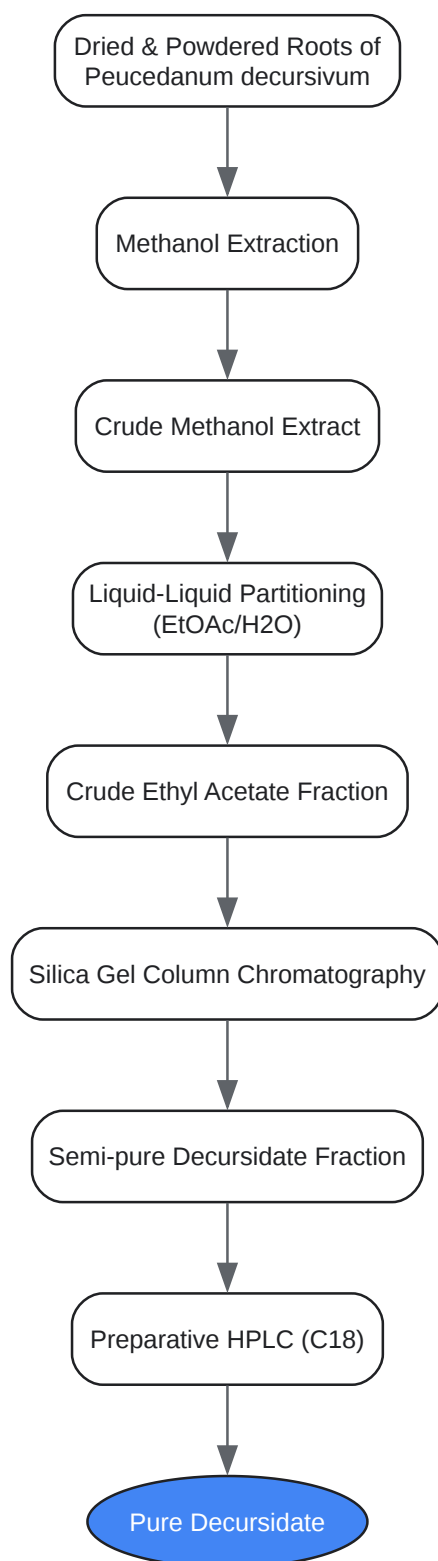 Dried & Powdered Roots of
Peucedanum decursivum
Methanol Extraction
Crude Methanol Extract
Liquid-Liquid Partitioning
(EtOAc/H2O)
Crude Ethyl Acetate Fraction
Silica Gel Column Chromatography
Semi-pure Decursidate Fraction
Preparative HPLC (C18)
Pure Decursidate